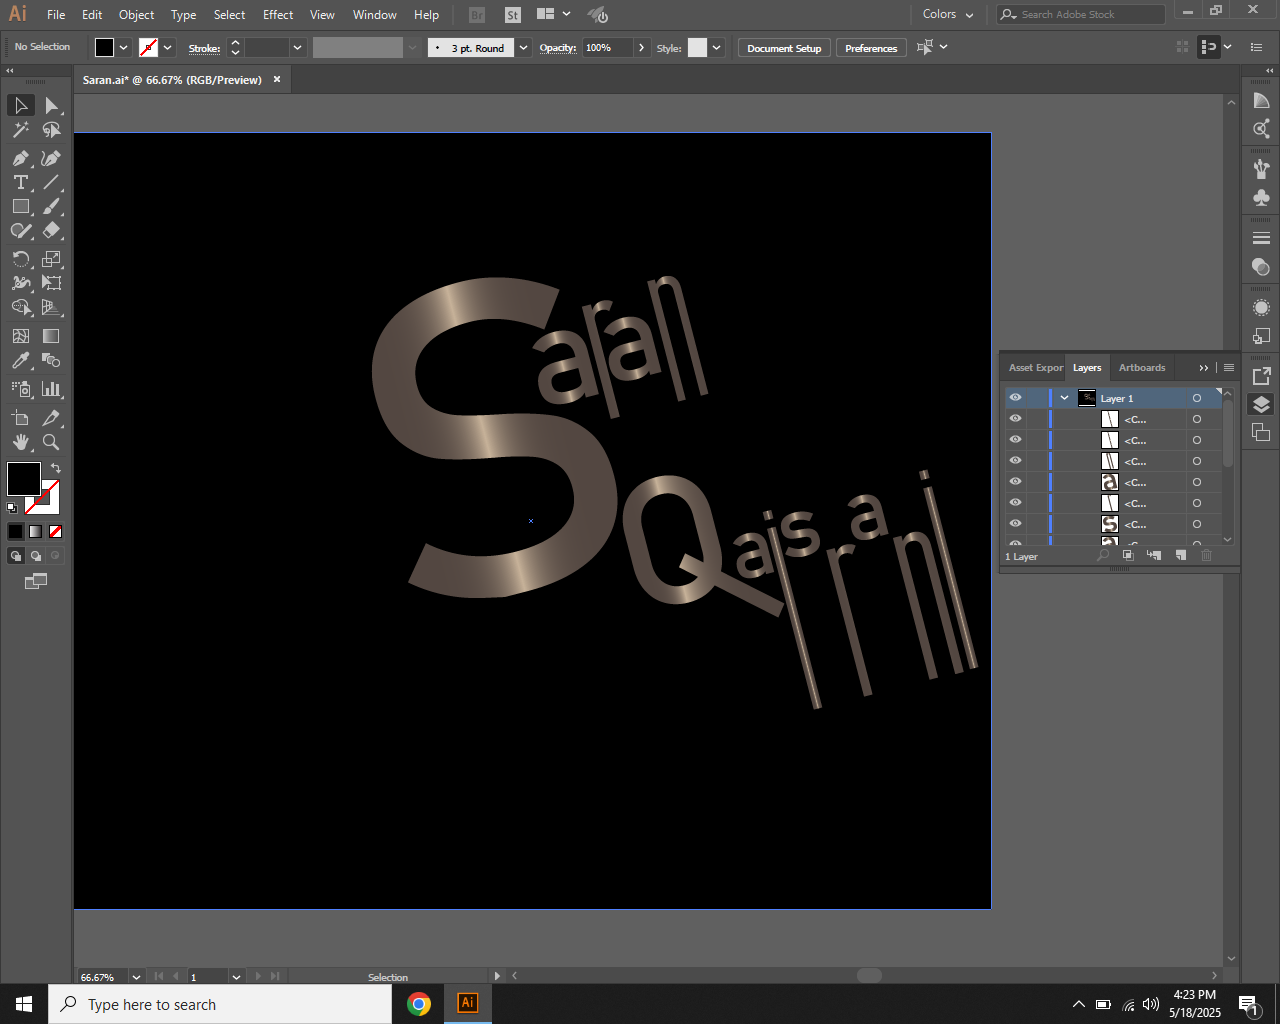 Ai File Edit Object Type Select Effect View Window Help Br St Colors Search Adobe Stock
No Selection Stroke: 3 pt. Round Opacity: 100% Style: Document Setup Preferences
Saran.ai* @ 66.67% (RGB/Preview)
Saran
Asset Expor Layers Artboards
Layer 1
<C...
<C...
<C...
<C...
<C...
<C...
<C...
1 Layer
66.67% 1 Selection
Type here to search
Ai
4:23 PM
5/18/2025
1